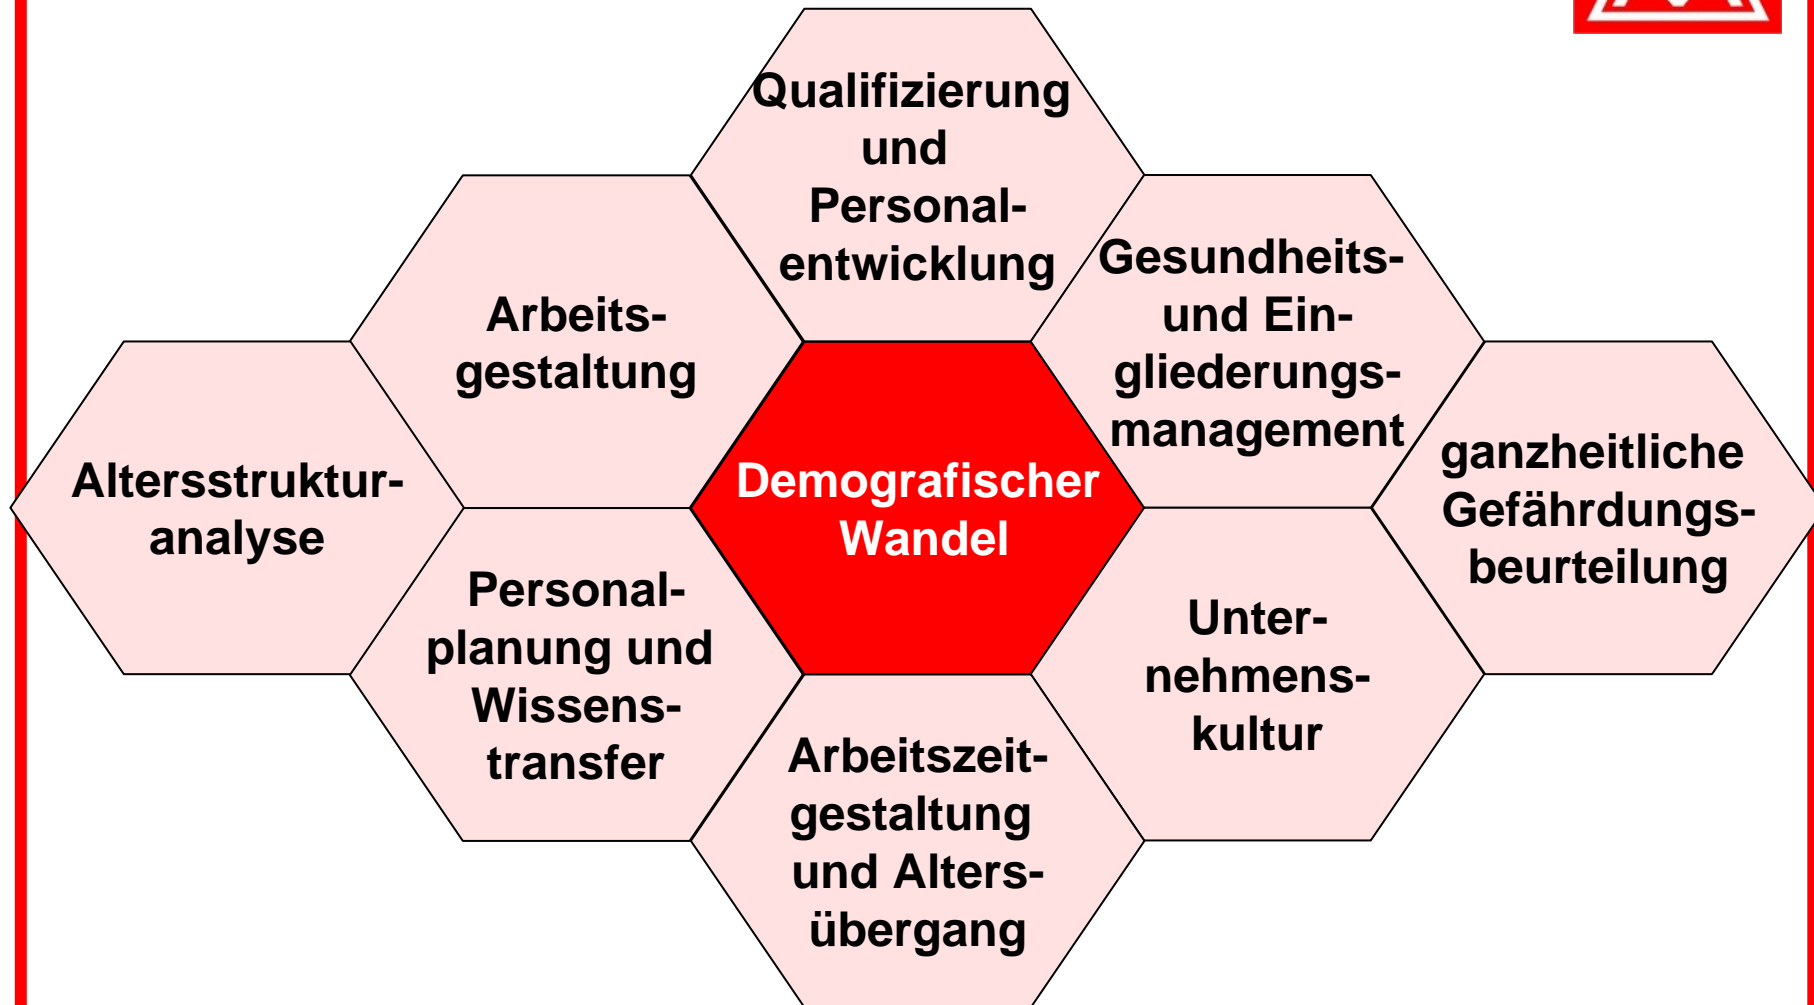 Qualifizierung
und
Personal-
entwicklung
Arbeits-
gestaltung
Gesundheits-
und Ein-
gliederungs-
management
Altersstruktur-
analyse
Demografischer
Wandel
ganzheitliche
Gefährdungs-
beurteilung
Personal-
planung und
Wissens-
transfer
Unter-
nehmens-
kultur
Arbeitszeit-
gestaltung
und Alters-
übergang